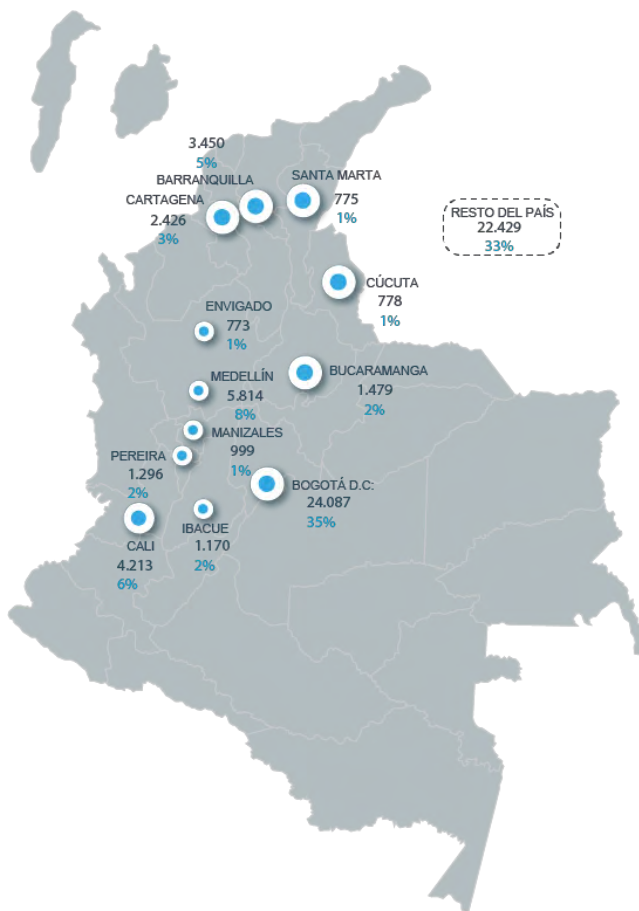 3.450
5%
BARRANQUILLA
SANTA MARTA
775
1%
CARTAGENA
2.426
3%
RESTO DEL PAÍS
22.429
33%
CÚCUTA
778
1%
ENVIGADO
773
1%
BUCARAMANGA
1.479
2%
MEDELLÍN
5.814
8%
MANIZALES
999
1%
PEREIRA
1.296
2%
BOGOTÁ D.C:
24.087
35%
IBACUE
1.170
2%
CALI
4.213
6%